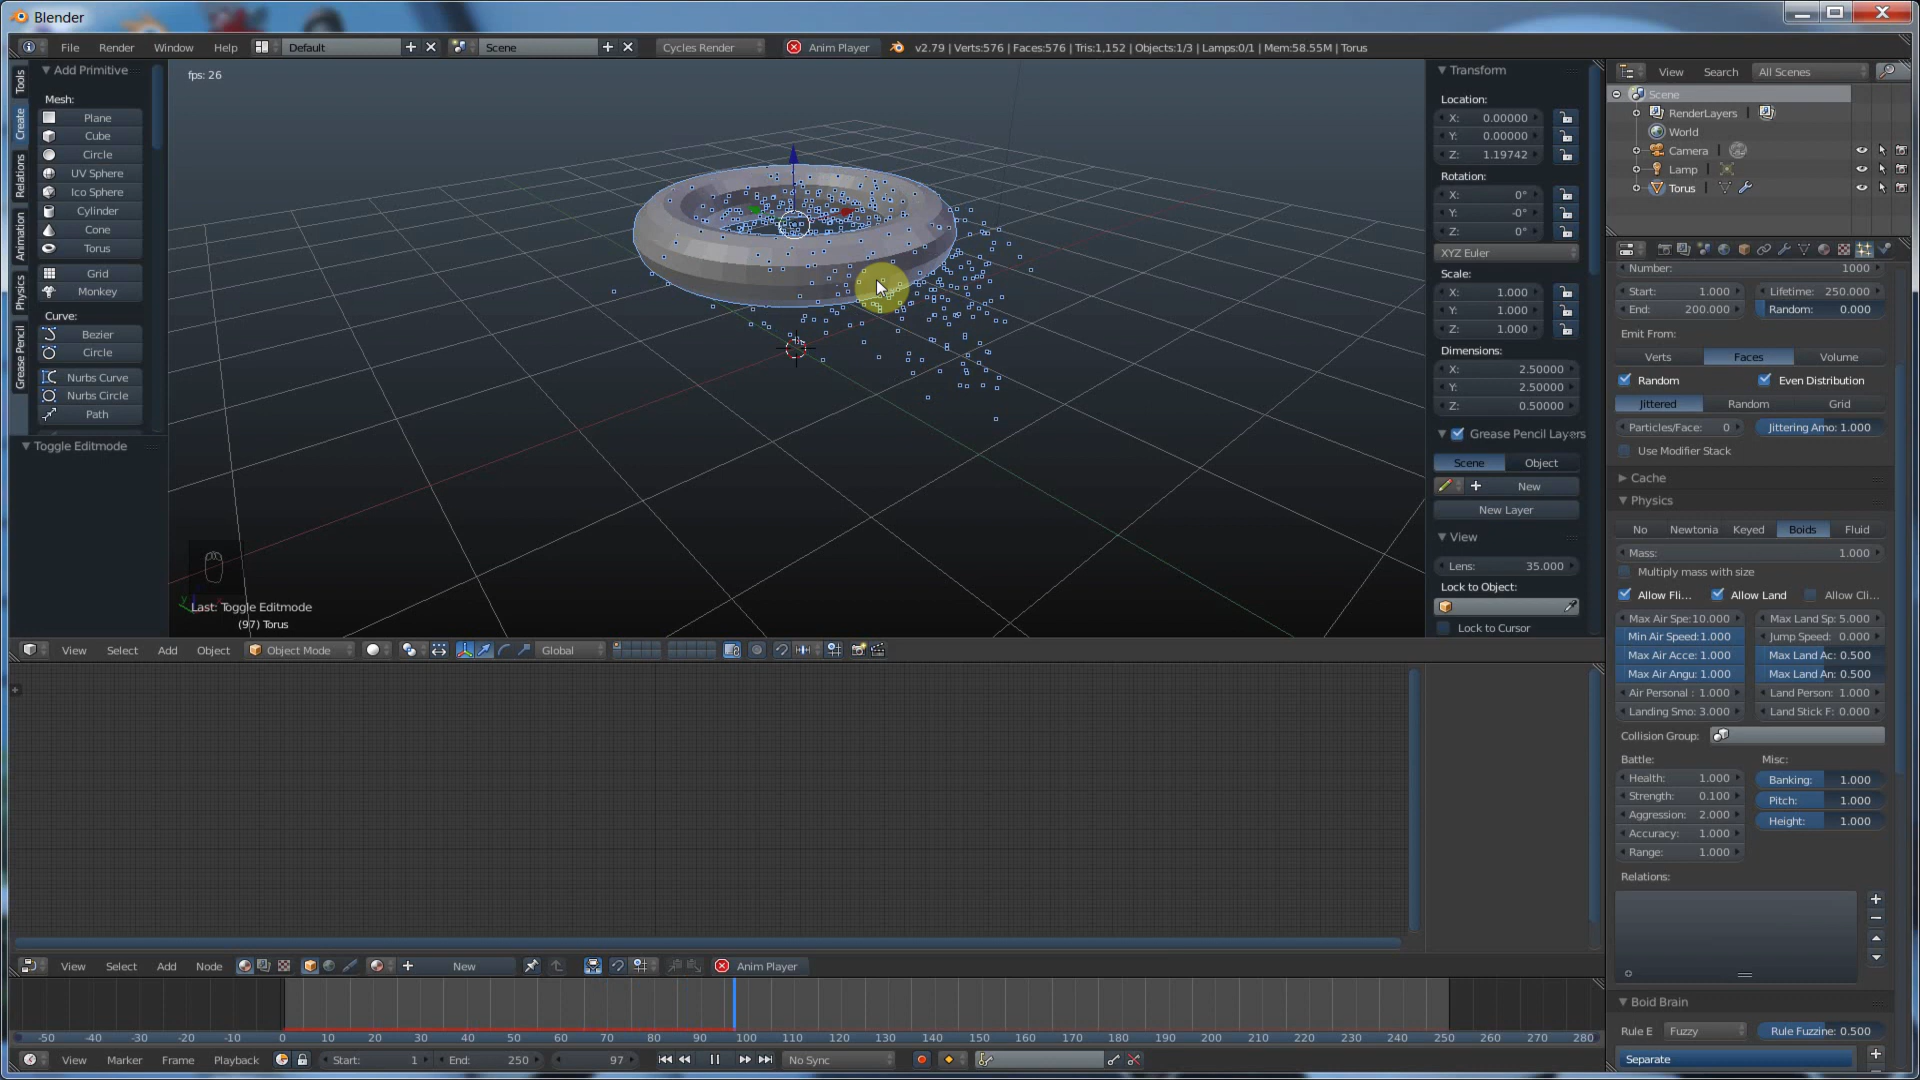 Blender
File Render Window Help Default Scene Cycles Render Anim Player v2.79 | Verts:576 | Faces:576 | Tris:1,152 | Objects:1/3 | Lamps:0/1 | Mem:58.55M | Torus
Tools
Create
Relations
Animation
Physics
Grease Pencil
Add Primitive
Mesh:
Plane
Cube
Circle
UV Sphere
Ico Sphere
Cylinder
Cone
Torus
Grid
Monkey
Curve:
Bezier
Circle
Nurbs Curve
Nurbs Circle
Path
Toggle Editmode
fps: 26
Last: Toggle Editmode
(97) Torus
Transform
Location:
X: 0.00000
Y: 0.00000
Z: 1.19742
Rotation:
X: 0°
Y: -0°
Z: 0°
XYZ Euler
Scale:
X: 1.000
Y: 1.000
Z: 1.000
Dimensions:
X: 2.50000
Y: 2.50000
Z: 0.50000
Grease Pencil Layers
Scene Object
New
New Layer
View
Lens: 35.000
Lock to Object:
Lock to Cursor
View Select Add Object Object Mode Global
View Select Add Node New Anim Player
-50 -40 -30 -20 -10 0 10 20 30 40 50 60 70 80 90 100 110 120 130 140 150 160 170 180 190 200 210 220 230 240 250 260 270 280
View Marker Frame Playback Start: 1 End: 250 97 No Sync
View Search All Scenes
Scene
RenderLayers
World
Camera
Lamp
Torus
Number: 1000
Start: 1.000 Lifetime: 250.000
End: 200.000 Random: 0.000
Emit From:
Verts Faces Volume
Random Even Distribution
Jittered Random Grid
Particles/Face: 0 Jittering Amo: 1.000
Use Modifier Stack
Cache
Physics
No Newtonia Keyed Boids Fluid
Mass: 1.000
Multiply mass with size
Allow Fli... Allow Land Allow Cli...
Max Air Spe:10.000 Max Land Sp: 5.000
Min Air Speed:1.000 Jump Speed: 0.000
Max Air Acce: 1.000 Max Land Ac: 0.500
Max Air Angu: 1.000 Max Land An: 0.500
Air Personal : 1.000 Land Person: 1.000
Landing Smo: 3.000 Land Stick F: 0.000
Collision Group:
Battle: Misc:
Health: 1.000 Banking: 1.000
Strength: 0.100 Pitch: 1.000
Aggression: 2.000 Height: 1.000
Accuracy: 1.000
Range: 1.000
Relations:
Boid Brain
Rule E Fuzzy Rule Fuzzine: 0.500
Separate